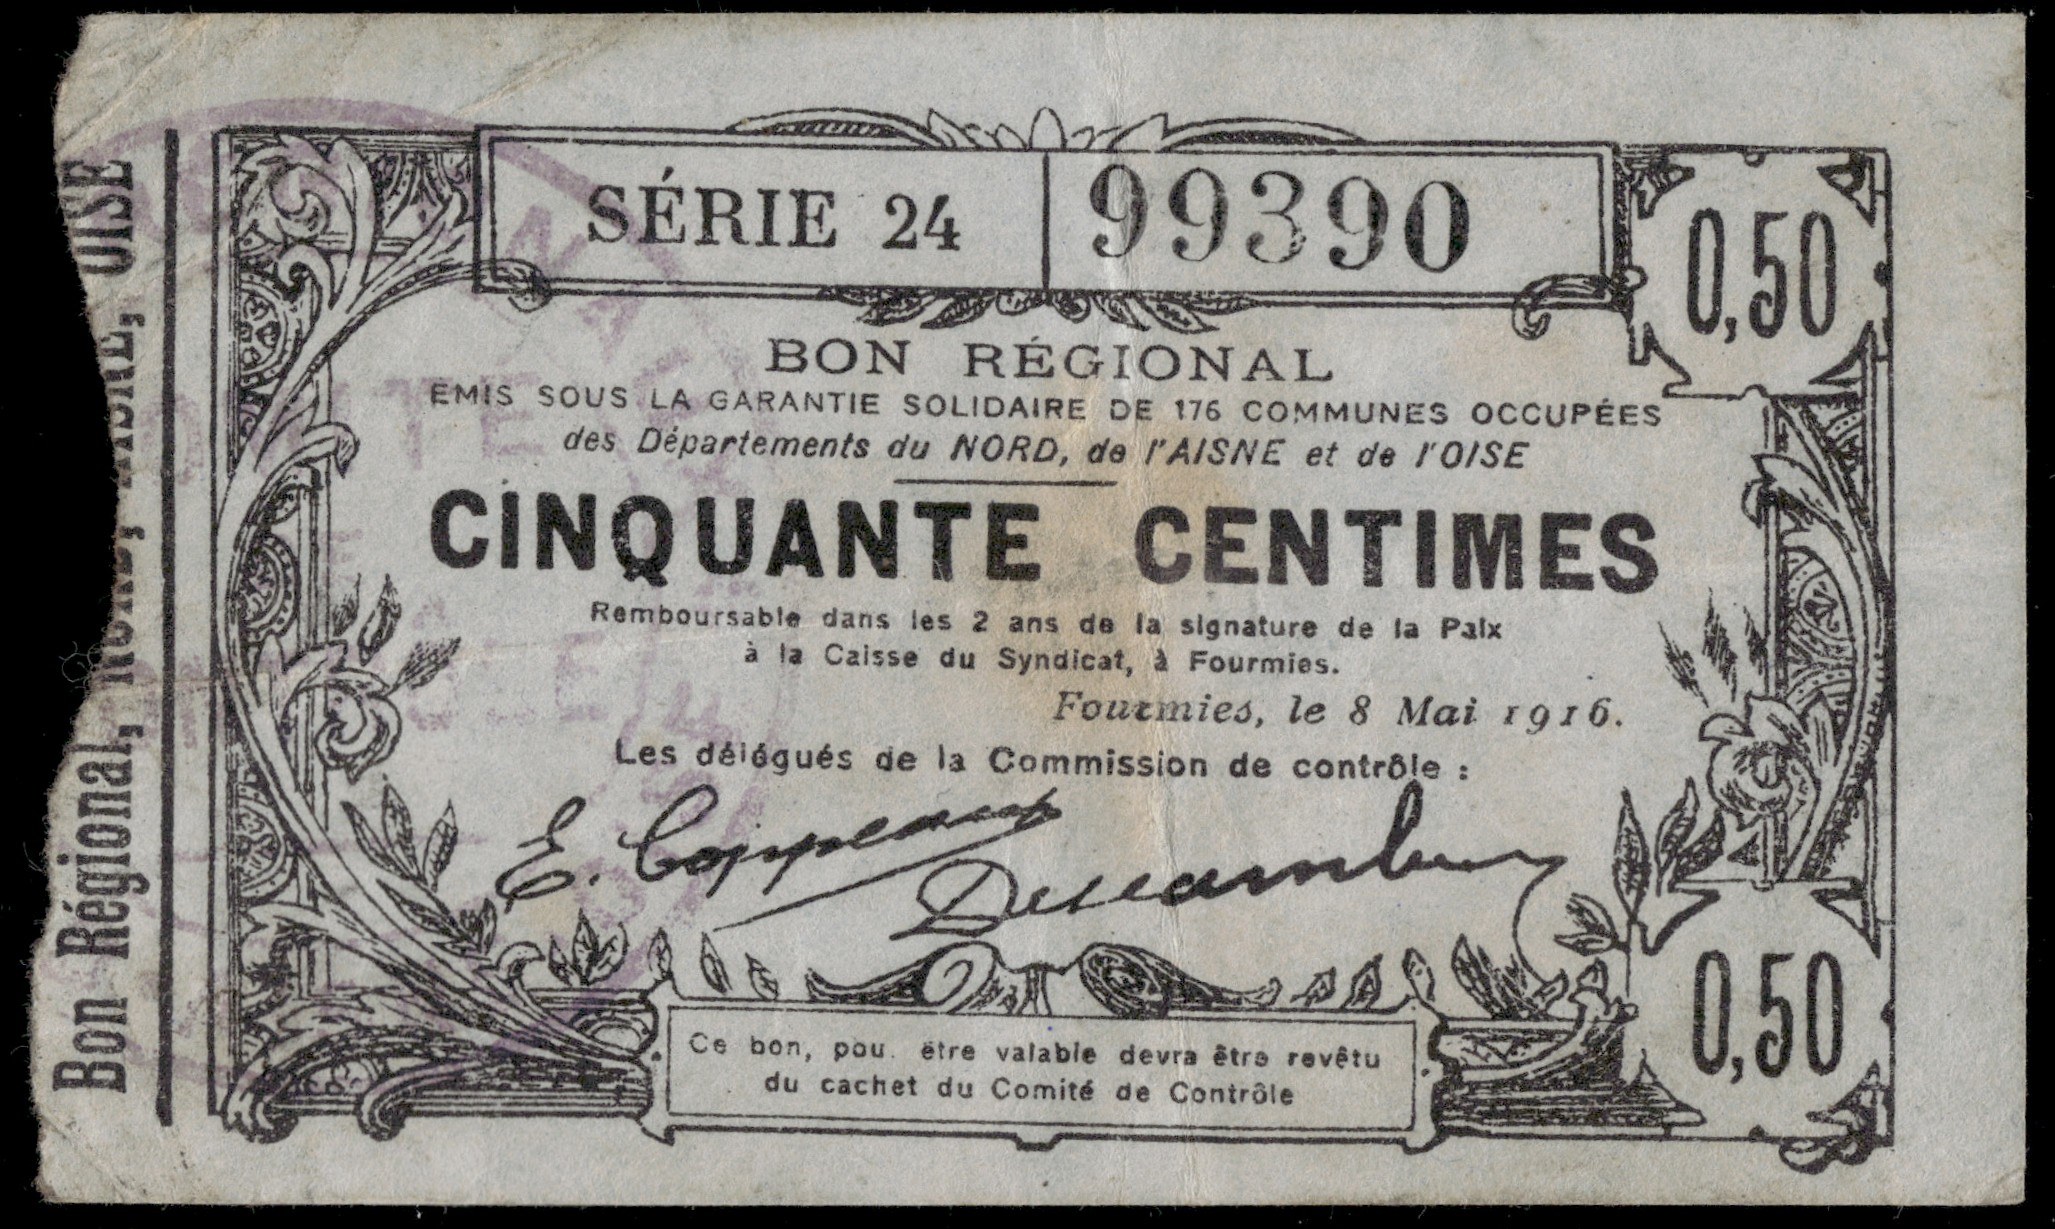 SÉRIE 24
99390
0,50
BON RÉGIONAL
EMIS SOUS LA GARANTIE SOLIDAIRE DE 176 COMMUNES OCCUPÉES
des Départements du NORD, de l'AISNE et de l'OISE
CINQUANTE CENTIMES
Remboursable dans les 2 ans de la signature de la Paix
à la Caisse du Syndicat, à Fourmies.
Fourmies, le 8 Mai 1916.
Les délégués de la Commission de contrôle :
E.
0,50
Ce bon, pou. être valable devra être revêtu
du cachet du Comité de Contrôle
Bon Régional, NORD, AISNE, OISE